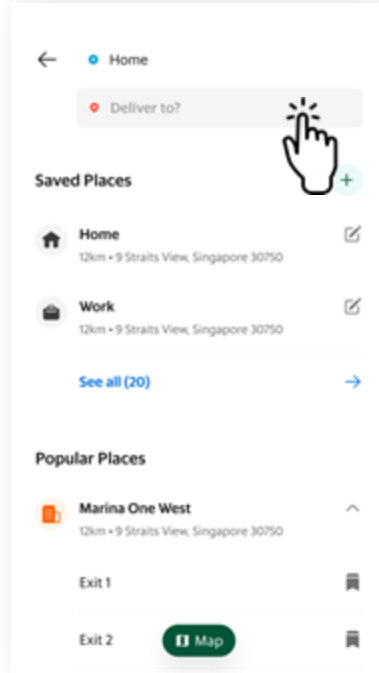 Home
Deliver to?
Saved Places
Home
12km • 9 Straits View, Singapore 30750
Work
12km • 9 Straits View, Singapore 30750
See all (20)
Popular Places
Marina One West
12km • 9 Straits View, Singapore 30750
Exit 1
Exit 2
Map